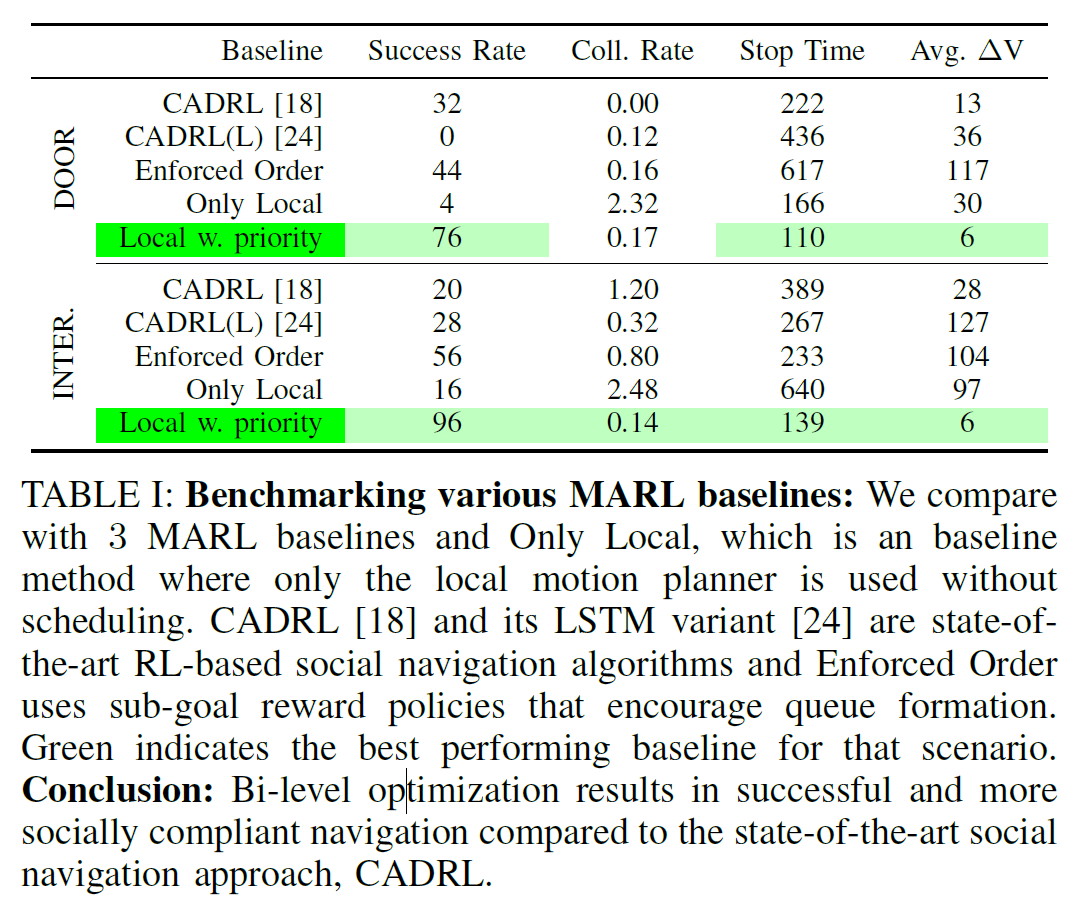 Baseline Success Rate Coll. Rate Stop Time Avg. ΔV
DOOR
CADRL [18] 32 0.00 222 13
CADRL(L) [24] 0 0.12 436 36
Enforced Order 44 0.16 617 117
Only Local 4 2.32 166 30
Local w. priority 76 0.17 110 6
INTER.
CADRL [18] 20 1.20 389 28
CADRL(L) [24] 28 0.32 267 127
Enforced Order 56 0.80 233 104
Only Local 16 2.48 640 97
Local w. priority 96 0.14 139 6
TABLE I: Benchmarking various MARL baselines: We compare
with 3 MARL baselines and Only Local, which is an baseline
method where only the local motion planner is used without
scheduling. CADRL [18] and its LSTM variant [24] are state-of-
the-art RL-based social navigation algorithms and Enforced Order
uses sub-goal reward policies that encourage queue formation.
Green indicates the best performing baseline for that scenario.
Conclusion: Bi-level optimization results in successful and more
socially compliant navigation compared to the state-of-the-art social
navigation approach, CADRL.